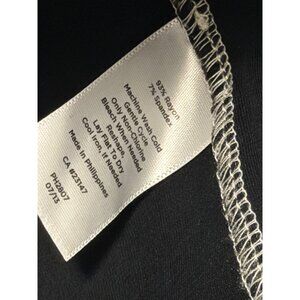 93% Rayon
7% Spandex
Machine Wash Cold
Gentle Cycle
Only Non-Chlorine
Bleach When Needed
Reshape,
Lay Flat To Dry
Cool Iron, If Needed
Made in Philippines
CA #23147
PH2807
07/13